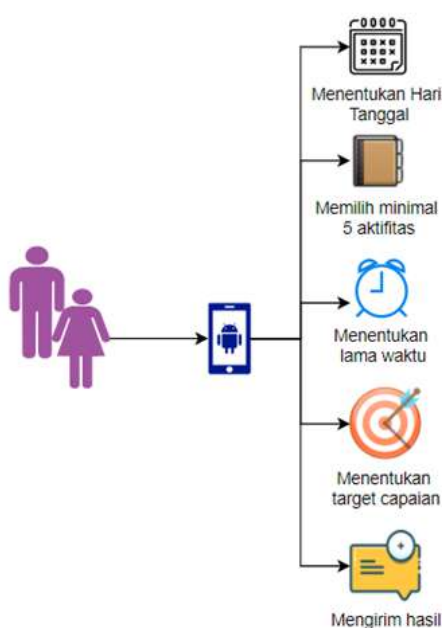 Menentukan Hari
Tanggal
Memilih minimal
5 aktifitas
Menentukan
lama waktu
Menentukan
target capaian
Mengirim hasil